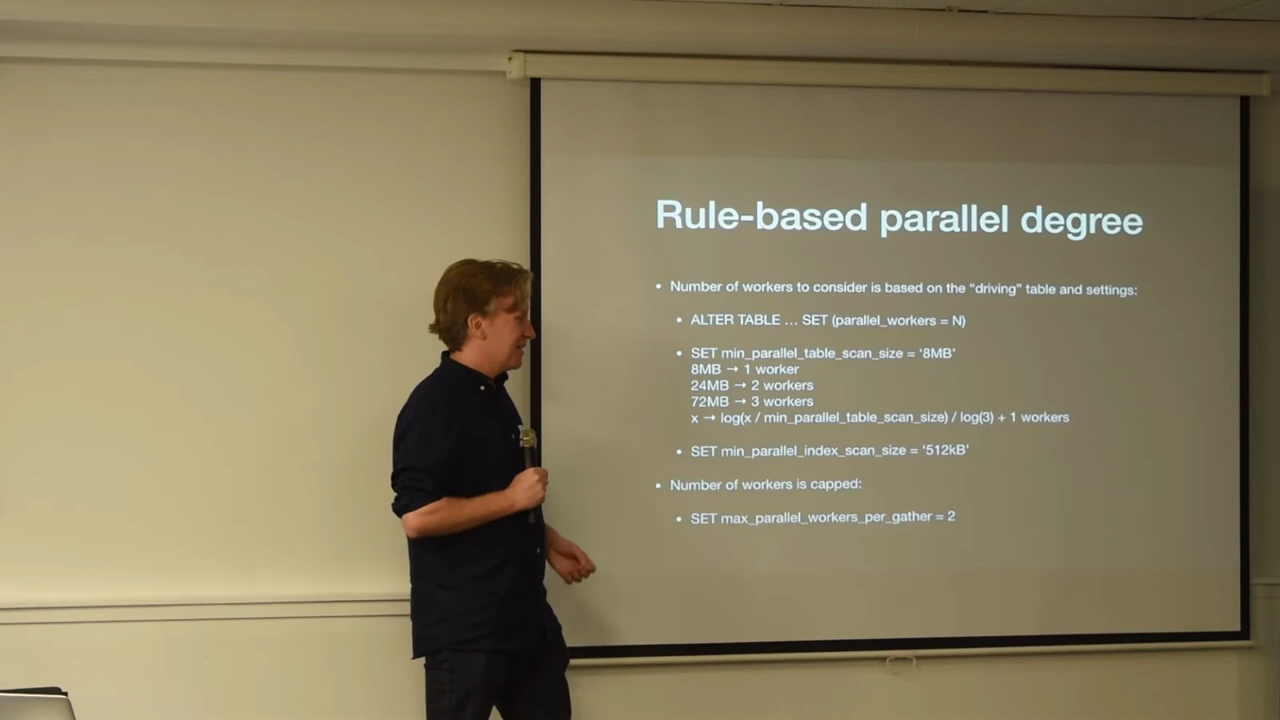 Rule-based parallel degree
• Number of workers to consider is based on the “driving” table and settings:
• ALTER TABLE … SET (parallel_workers = N)
• SET min_parallel_table_scan_size = ‘8MB’
8MB → 1 worker
24MB → 2 workers
72MB → 3 workers
x → log(x / min_parallel_table_scan_size) / log(3) + 1 workers
• SET min_parallel_index_scan_size = ‘512kB’
• Number of workers is capped:
• SET max_parallel_workers_per_gather = 2